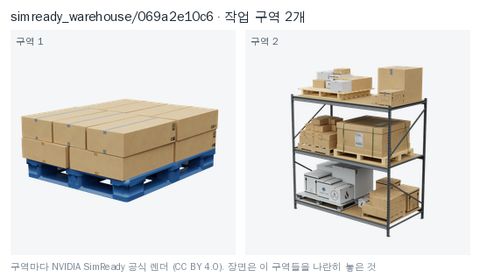 simready_warehouse/069a2e10c6 · 작업 구역 2개
구역 1
구역 2
구역마다 NVIDIA SimReady 공식 렌더 (CC BY 4.0). 장면은 이 구역들을 나란히 놓은 것